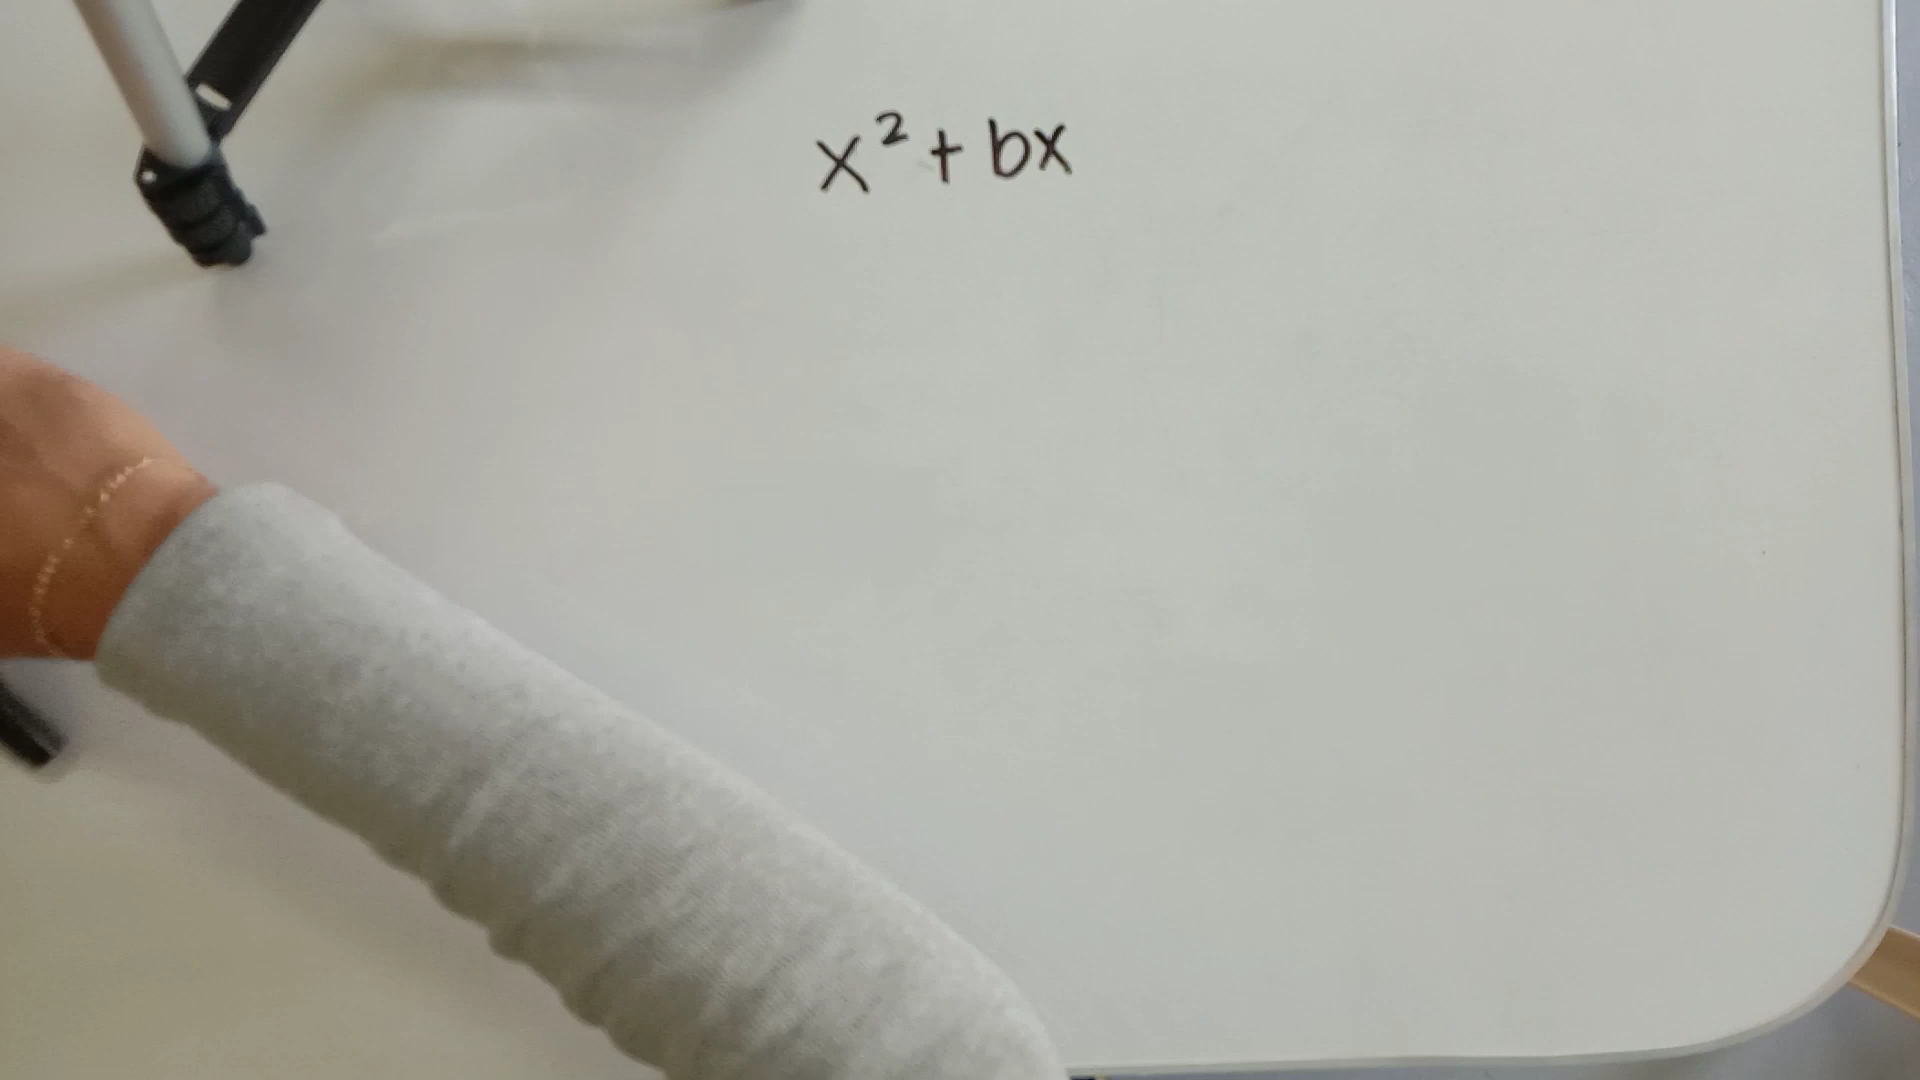 x² + bx